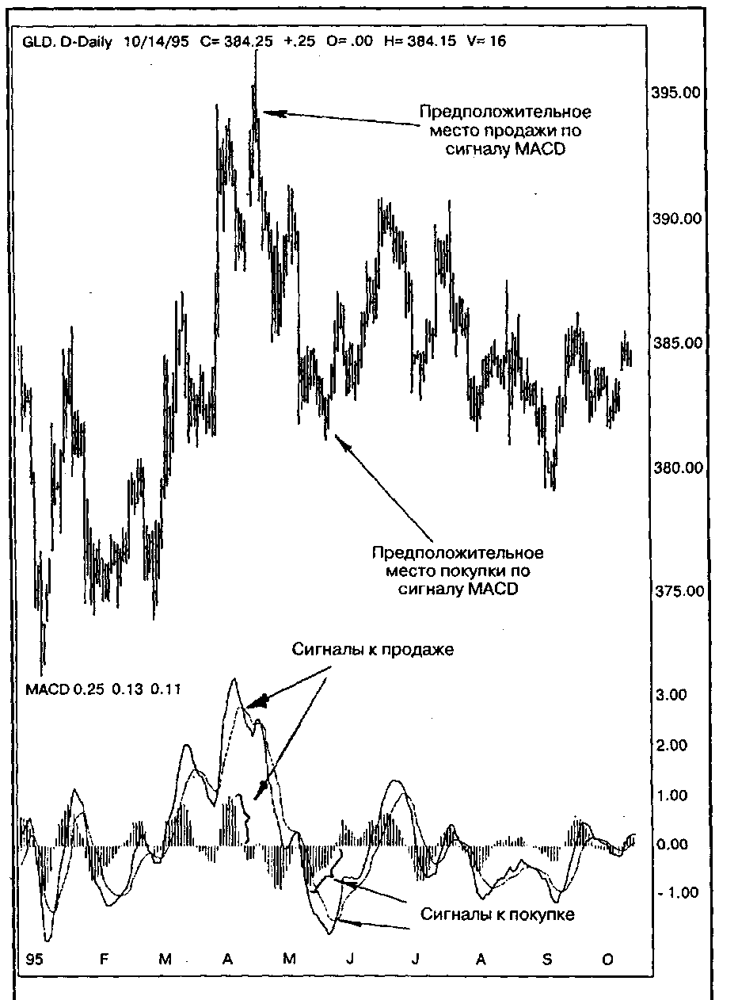 GLD. D-Daily 10/14/95 C= 384.25 +.25 O= .00 H= 384.15 V= 16
395.00
Предположительное
место продажи по
сигналу MACD
390.00
385.00
380.00
Предположительное
место покупки по
сигналу MACD
375.00
Сигналы к продаже
MACD 0.25 0.13 0.11
3.00
2.00
1.00
0.00
- 1.00
Сигналы к покупке
95 F M A M J J A S O